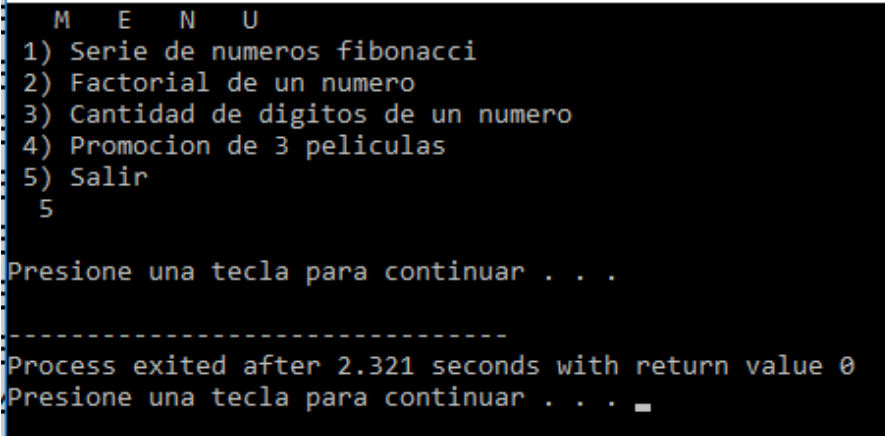 M E N U
1) Serie de numeros fibonacci
2) Factorial de un numero
3) Cantidad de digitos de un numero
4) Promocion de 3 peliculas
5) Salir
5
Presione una tecla para continuar . . .
--------------------------------
Process exited after 2.321 seconds with return value 0
Presione una tecla para continuar . . .